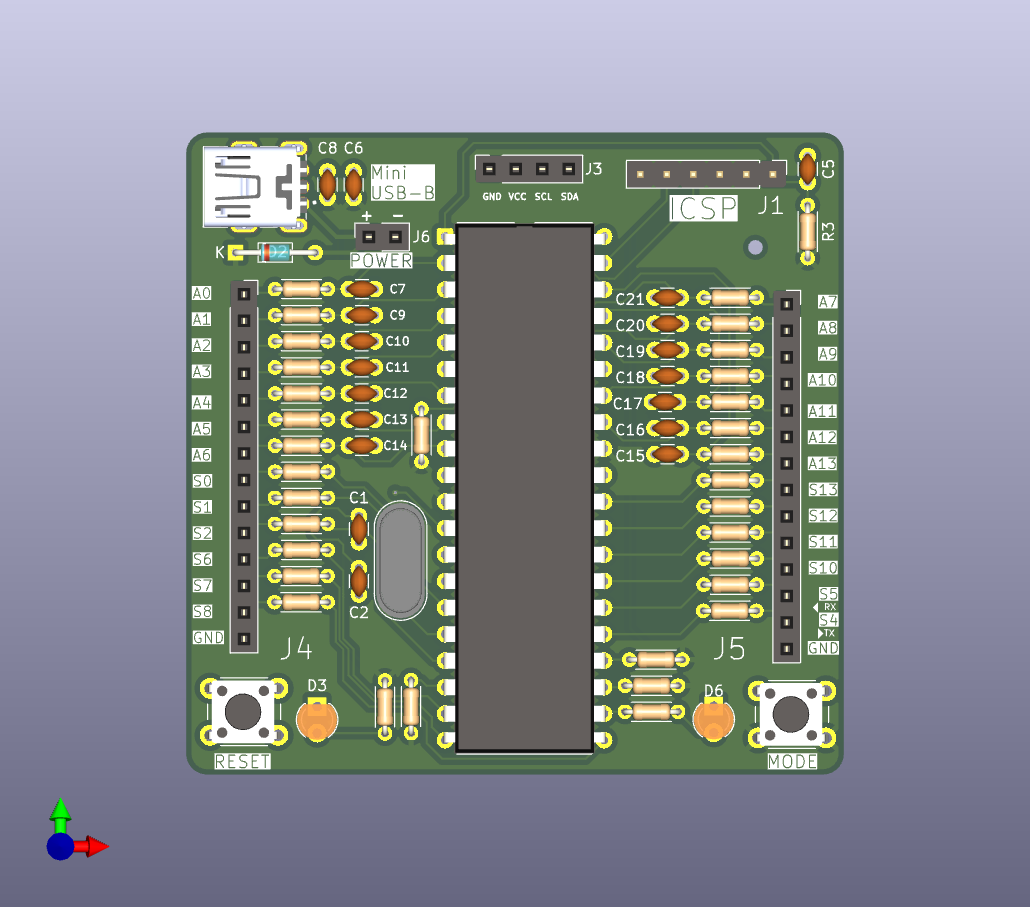 C8 C6
Mini
USB-B
J3
GND VCC SCL SDA
C5
ICSP J1
R3
+ −
J6
POWER
K D2
A0
A1
A2
A3
A4
A5
A6
S0
S1
S2
S6
S7
S8
GND
C7
C9
C10
C11
C12
C13
C14
C1
C2
J4
C21
C20
C19
C18
C17
C16
C15
A7
A8
A9
A10
A11
A12
A13
S13
S12
S11
S10
S5
RX
S4
TX
GND
J5
D3
D6
RESET
MODE